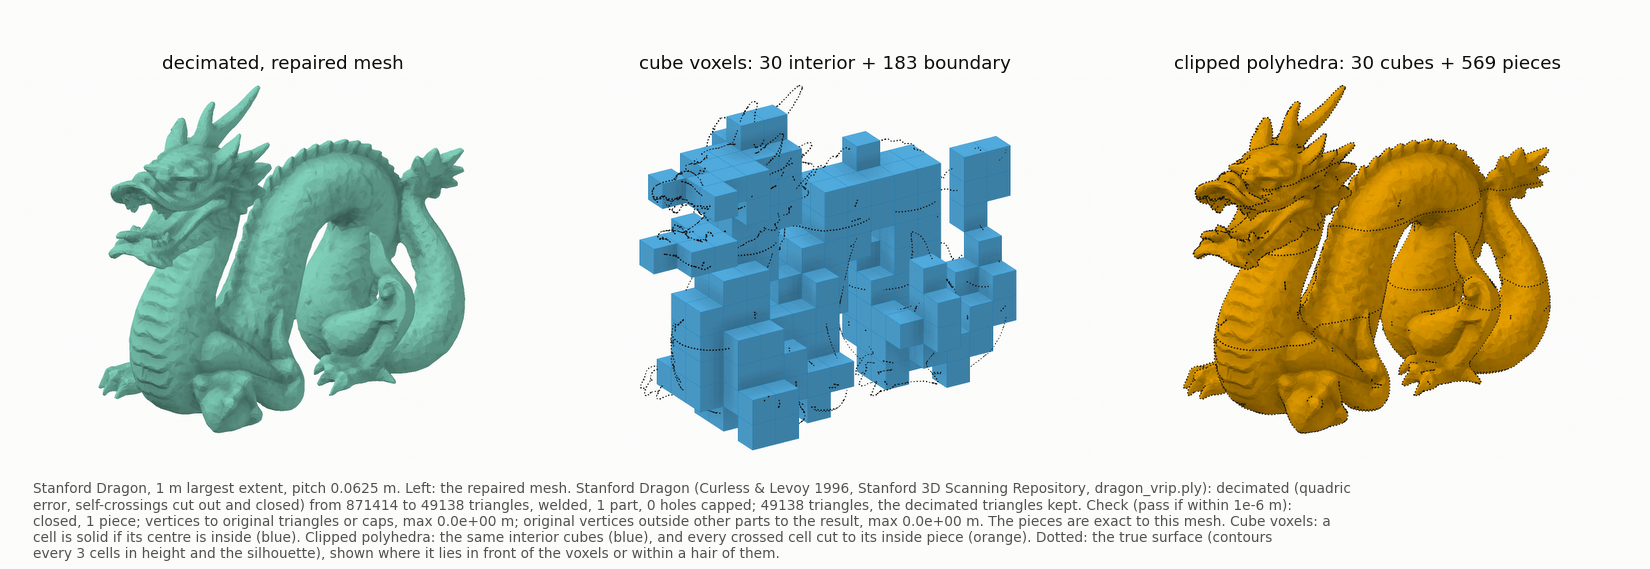 decimated, repaired mesh
cube voxels: 30 interior + 183 boundary
clipped polyhedra: 30 cubes + 569 pieces
Stanford Dragon, 1 m largest extent, pitch 0.0625 m. Left: the repaired mesh. Stanford Dragon (Curless & Levoy 1996, Stanford 3D Scanning Repository, dragon_vrip.ply): decimated (quadric
error, self-crossings cut out and closed) from 871414 to 49138 triangles, welded, 1 part, 0 holes capped; 49138 triangles, the decimated triangles kept. Check (pass if within 1e-6 m):
closed, 1 piece; vertices to original triangles or caps, max 0.0e+00 m; original vertices outside other parts to the result, max 0.0e+00 m. The pieces are exact to this mesh. Cube voxels: a
cell is solid if its centre is inside (blue). Clipped polyhedra: the same interior cubes (blue), and every crossed cell cut to its inside piece (orange). Dotted: the true surface (contours
every 3 cells in height and the silhouette), shown where it lies in front of the voxels or within a hair of them.